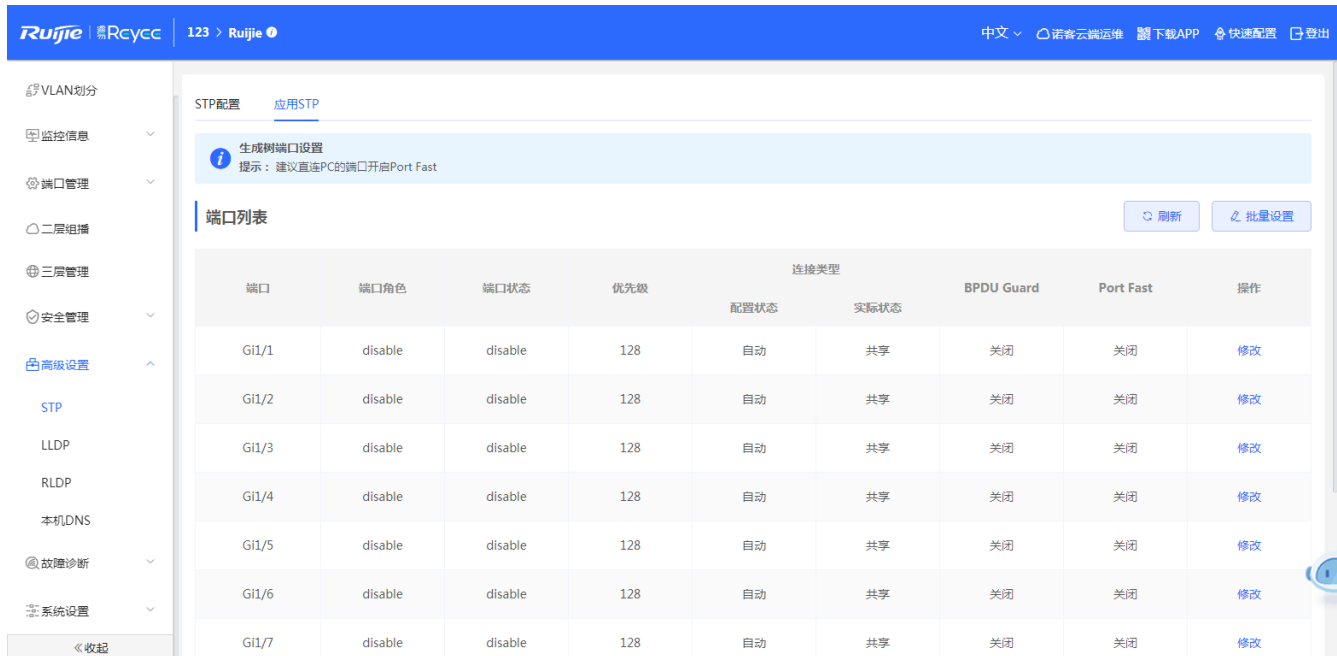 Ruijie | 睿易Reyee 123 > Ruijie 中文 诺客云端运维 下载APP 快速配置 登出
VLAN划分
监控信息
端口管理
二层组播
三层管理
安全管理
高级设置
STP
LLDP
RLDP
本机DNS
故障诊断
系统设置
《收起
STP配置 应用STP
生成树端口设置
提示： 建议直连PC的端口开启Port Fast
端口列表 刷新 批量设置
端口 端口角色 端口状态 优先级 连接类型 BPDU Guard Port Fast 操作
配置状态 实际状态
Gi1/1 disable disable 128 自动 共享 关闭 关闭 修改
Gi1/2 disable disable 128 自动 共享 关闭 关闭 修改
Gi1/3 disable disable 128 自动 共享 关闭 关闭 修改
Gi1/4 disable disable 128 自动 共享 关闭 关闭 修改
Gi1/5 disable disable 128 自动 共享 关闭 关闭 修改
Gi1/6 disable disable 128 自动 共享 关闭 关闭 修改
Gi1/7 disable disable 128 自动 共享 关闭 关闭 修改